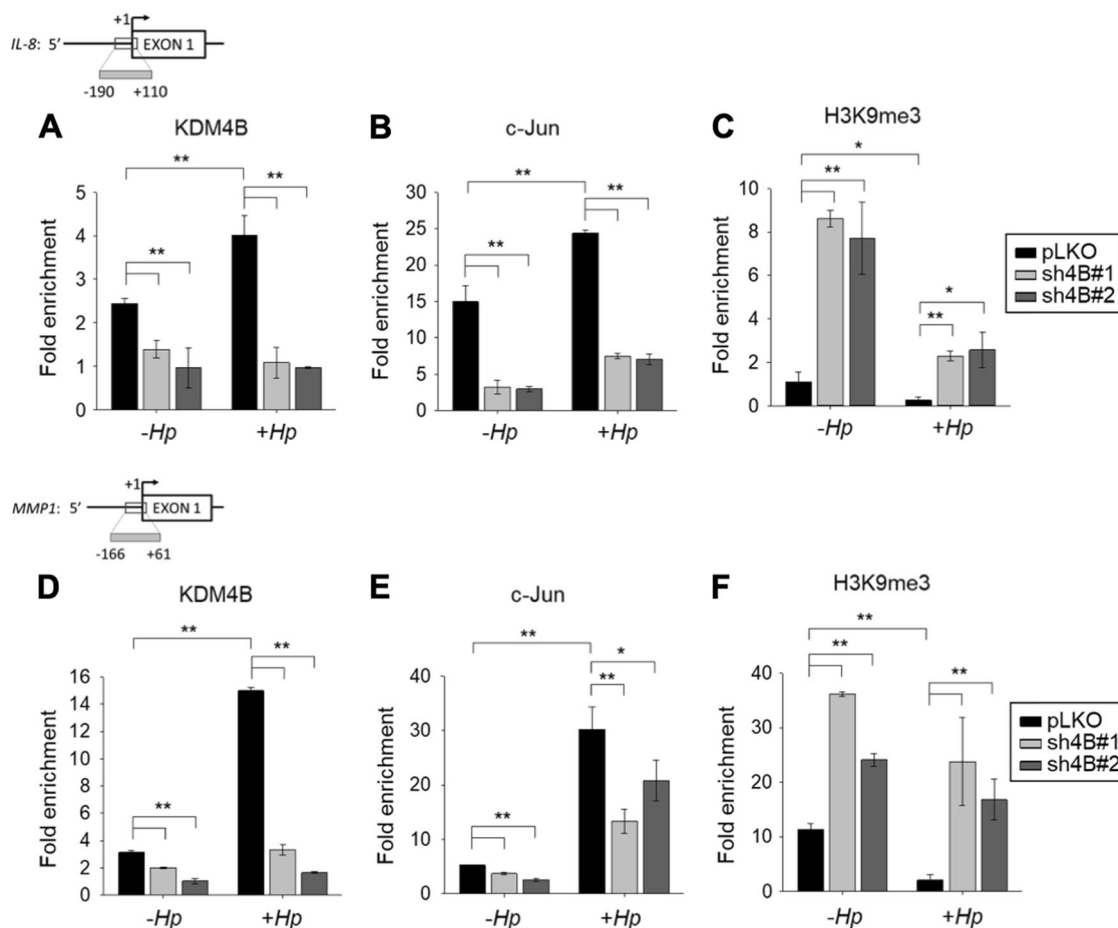 +1
IL-8: 5’ EXON 1
-190 +110
A KDM4B
**
**
**
Fold enrichment
5
4
3
2
1
0
-Hp +Hp
B c-Jun
**
**
**
Fold enrichment
30
25
20
15
10
5
0
-Hp +Hp
C H3K9me3
*
**
*
**
Fold enrichment
10
8
6
4
2
0
-Hp +Hp
pLKO
sh4B#1
sh4B#2
+1
MMP1: 5’ EXON 1
-166 +61
D KDM4B
**
**
**
Fold enrichment
16
14
12
10
8
6
4
2
0
-Hp +Hp
E c-Jun
**
*
**
**
Fold enrichment
40
30
20
10
0
-Hp +Hp
F H3K9me3
**
**
**
Fold enrichment
40
30
20
10
0
-Hp +Hp
pLKO
sh4B#1
sh4B#2